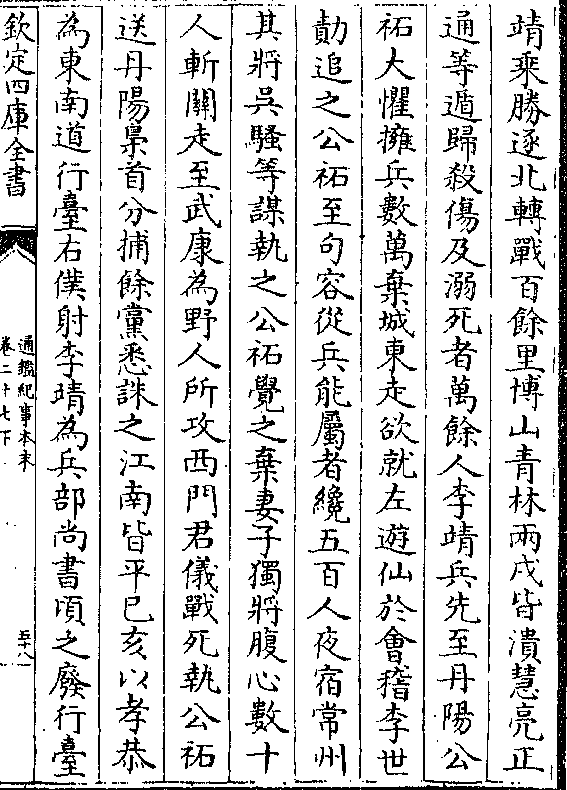 靖乗勝逐北轉戰百餘里博山青林兩戍皆潰慧亮正
通等遁歸殺傷及溺死者萬餘人李靖兵先至丹陽公
祏大懼擁兵數萬棄城東走欲就左遊仙於會稽李世
勣追之公祏至句容從兵能屬者纔五百人夜宿常州
其將吳騷等謀執之公祏覺之棄妻子獨將腹心數十
人斬關走至武康為野人所攻西門君儀戰死執公祏
送丹陽梟首分捕餘黨悉誅之江南皆平己亥以孝恭
為東南道行臺右僕射李靖為兵部尚書頃之廢行臺
欽定四庫全書
通鑑紀事本末
卷二十七下
五十八